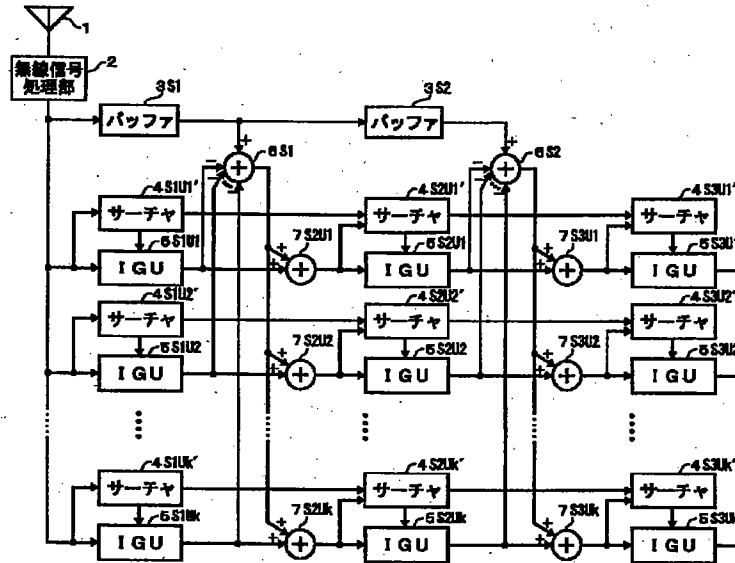 1
2
無線信号
処理部
3S1
3S2
バッファ
バッファ
+
+
−
−
−
6S1
−
−
−
6S2
4S1U1'
4S2U1'
4S3U1'
サーチャ
サーチャ
サーチャ
5S1U1
7S2U1
5S2U1
7S3U1
5S3U1
IGU
+
+
IGU
+
+
IGU
4S1U2'
4S2U2'
4S3U2'
サーチャ
サーチャ
サーチャ
5S1U2
7S2U2
5S2U2
7S3U2
5S3U2
IGU
+
+
IGU
+
+
IGU
4S1Uk'
4S2Uk'
4S3Uk'
サーチャ
サーチャ
サーチャ
5S1Uk
7S2Uk
5S2Uk
7S3Uk
5S3Uk
IGU
+
+
IGU
+
+
IGU